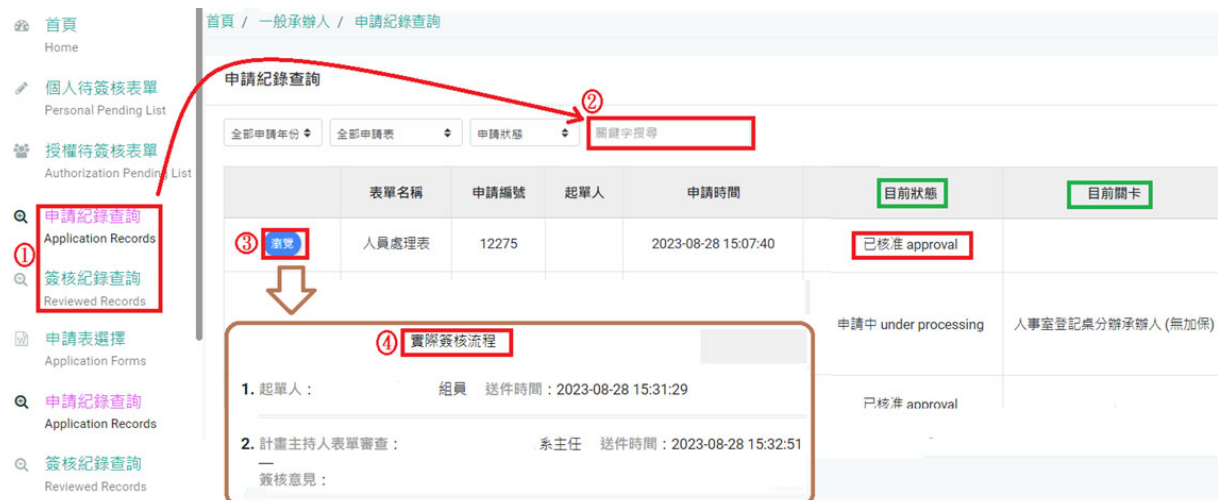 首頁
Home
個人待簽核表單
Personal Pending List
授權待簽核表單
Authorization Pending List
申請紀錄查詢
Application Records
①
簽核紀錄查詢
Reviewed Records
申請表選擇
Application Forms
申請紀錄查詢
Application Records
簽核紀錄查詢
Reviewed Records
首頁 / 一般承辦人 / 申請紀錄查詢
申請紀錄查詢
②
全部申請年份 全部申請表 申請狀態 關鍵字搜尋
表單名稱 申請編號 起單人 申請時間 目前狀態 目前關卡
③ 瀏覽 人員處理表 12275 2023-08-28 15:07:40 已核准 approval
申請中 under processing 人事室登記桌分辦承辦人 (無加保)
已核准 approval
④ 實際簽核流程
1. 起單人： 組員 送件時間：2023-08-28 15:31:29
2. 計畫主持人表單審查： 系主任 送件時間：2023-08-28 15:32:51
簽核意見：